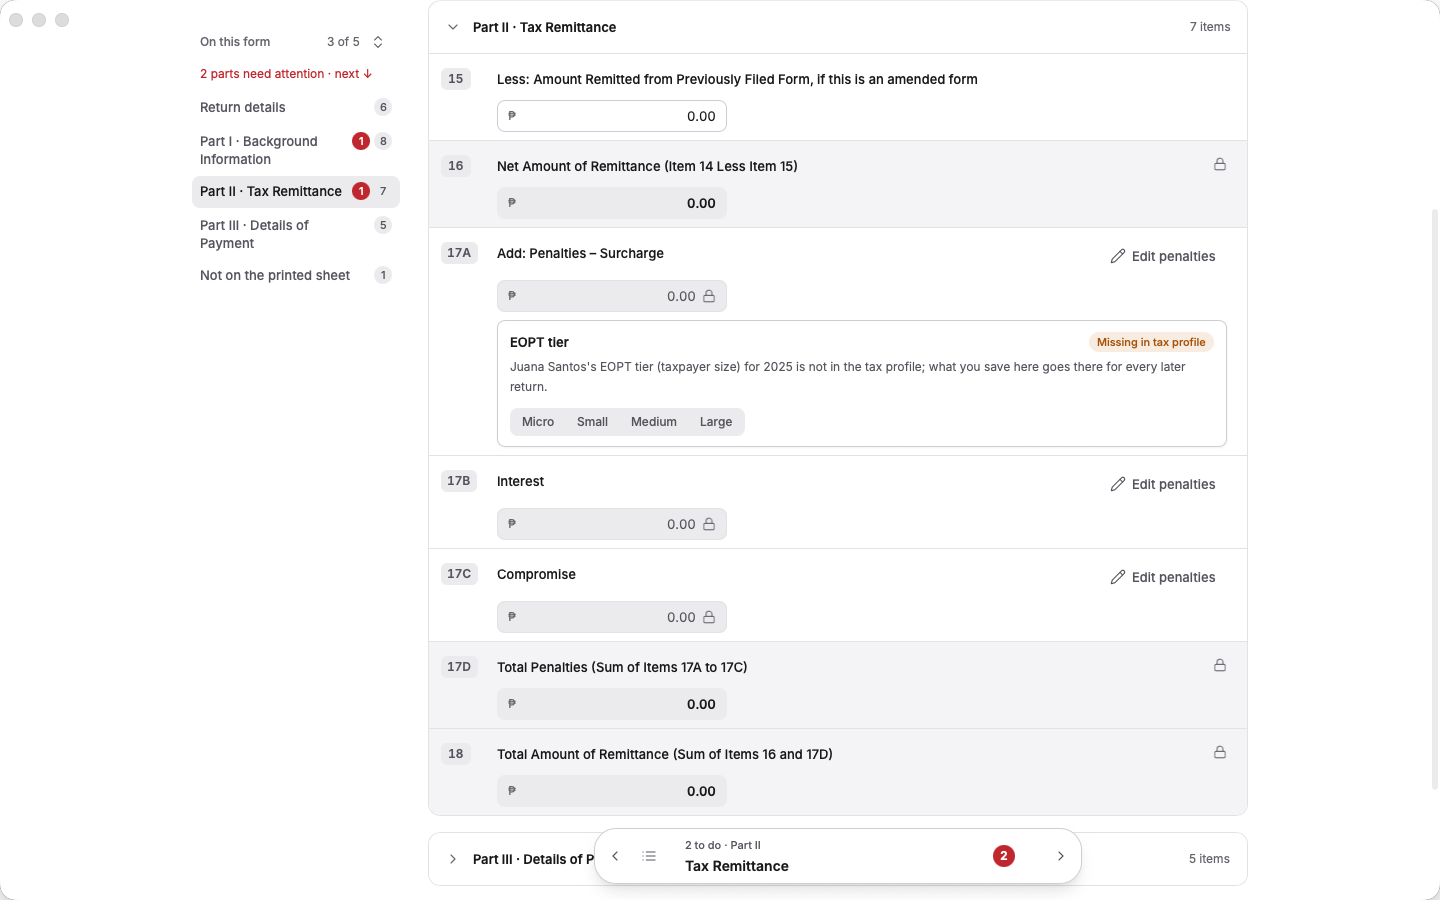 On this form
3 of 5
2 parts need attention · next ↓
Return details
6
Part I · Background
Information
1
8
Part II · Tax Remittance
1
7
Part III · Details of
Payment
5
Not on the printed sheet
1
Part II · Tax Remittance
7 items
15
Less: Amount Remitted from Previously Filed Form, if this is an amended form
₱ 0.00
16
Net Amount of Remittance (Item 14 Less Item 15)
₱ 0.00
17A
Add: Penalties – Surcharge
Edit penalties
₱ 0.00
EOPT tier
Missing in tax profile
Juana Santos's EOPT tier (taxpayer size) for 2025 is not in the tax profile; what you save here goes there for every later
return.
Micro Small Medium Large
17B
Interest
Edit penalties
₱ 0.00
17C
Compromise
Edit penalties
₱ 0.00
17D
Total Penalties (Sum of Items 17A to 17C)
₱ 0.00
18
Total Amount of Remittance (Sum of Items 16 and 17D)
₱ 0.00
Part III · Details of P
5 items
2 to do · Part II
Tax Remittance
2